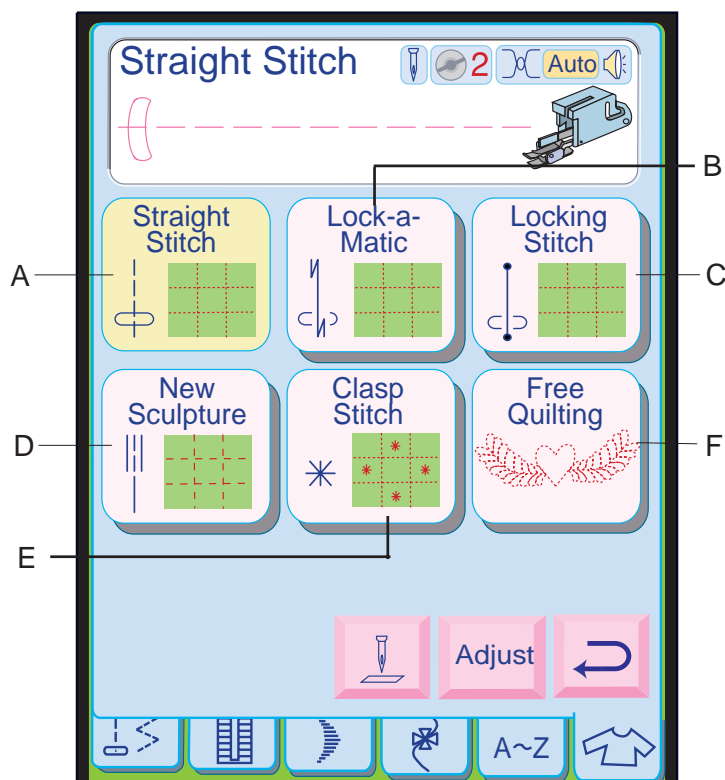 Straight Stitch 2 Auto
B
Straight
Stitch
Lock-a-
Matic
Locking
Stitch
A
C
New
Sculpture
Clasp
Stitch
Free
Quilting
D
F
E
Adjust
A~Z